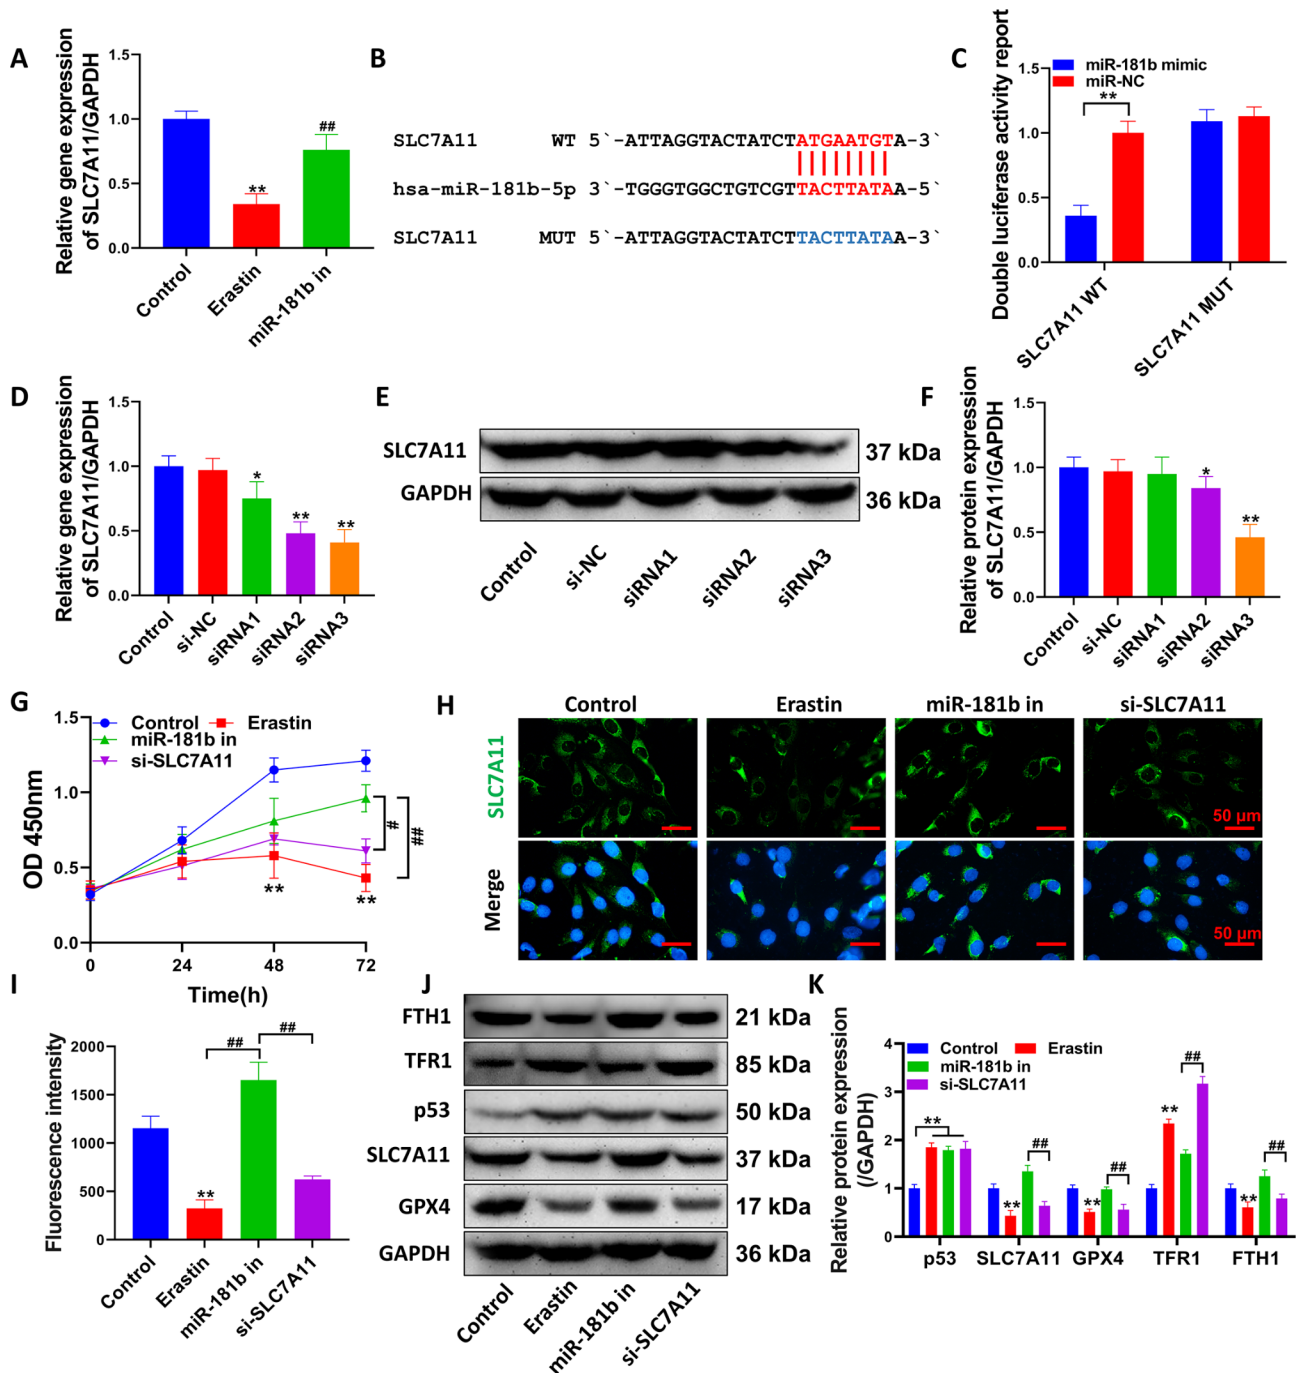 A
Relative gene expression
of SLC7A11/GAPDH
1.5
1.0
0.5
0.0
**
##
Control
Erastin
miR-181b in
B
SLC7A11 WT 5`-ATTAGGTACTATCTATGAATGTA-3`
hsa-miR-181b-5p 3`-TGGGTGGCTGTCGTTACTTATAA-5`
SLC7A11 MUT 5`-ATTAGGTACTATCTTACTTATAA-3`
C
Double luciferase activity report
miR-181b mimic
miR-NC
1.5
1.0
0.5
0.0
**
SLC7A11 WT
SLC7A11 MUT
D
Relative gene expression
of SLC7A11/GAPDH
1.5
1.0
0.5
0.0
*
**
**
Control
si-NC
siRNA1
siRNA2
siRNA3
E
SLC7A11
37 kDa
GAPDH
36 kDa
Control
si-NC
siRNA1
siRNA2
siRNA3
F
Relative protein expression
of SLC7A11/GAPDH
1.5
1.0
0.5
0.0
*
**
Control
si-NC
siRNA1
siRNA2
siRNA3
G
OD 450nm
1.5
1.0
0.5
0.0
Control
Erastin
miR-181b in
si-SLC7A11
#
##
**
**
0
24
48
72
Time(h)
H
Control
Erastin
miR-181b in
si-SLC7A11
SLC7A11
50 µm
Merge
50 µm
I
Fluorescence intensity
2000
1500
1000
500
0
**
##
##
Control
Erastin
miR-181b in
si-SLC7A11
J
FTH1
21 kDa
TFR1
85 kDa
p53
50 kDa
SLC7A11
37 kDa
GPX4
17 kDa
GAPDH
36 kDa
Control
Erastin
miR-181b in
si-SLC7A11
K
Relative protein expression
(/GAPDH)
4
3
2
1
0
Control
Erastin
miR-181b in
si-SLC7A11
**
**
##
**
##
**
##
**
##
p53
SLC7A11
GPX4
TFR1
FTH1